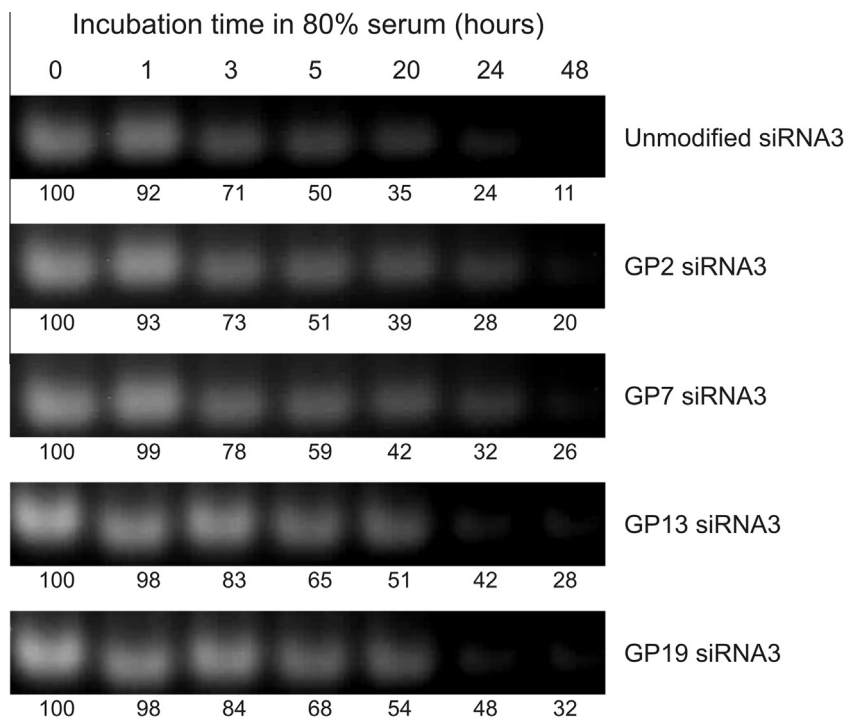 Incubation time in 80% serum (hours)
0 1 3 5 20 24 48
Unmodified siRNA3
100 92 71 50 35 24 11
GP2 siRNA3
100 93 73 51 39 28 20
GP7 siRNA3
100 99 78 59 42 32 26
GP13 siRNA3
100 98 83 65 51 42 28
GP19 siRNA3
100 98 84 68 54 48 32